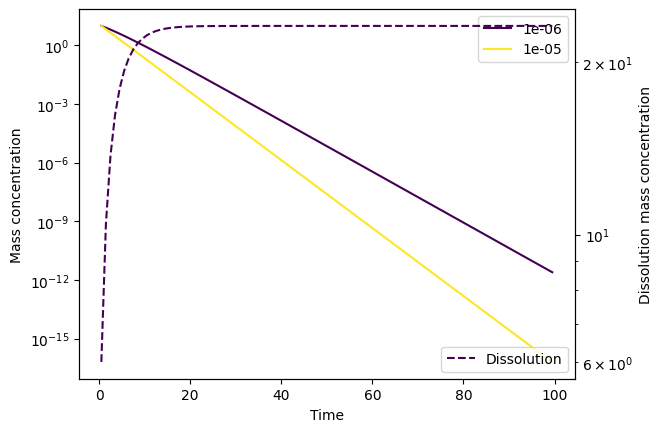 1e-06
1e-05
Dissolution
Mass concentration
10^0
10^−3
10^−6
10^−9
10^−12
10^−15
2 × 10^1
10^1
6 × 10^0
Dissolution mass concentration
0 20 40 60 80 100
Time